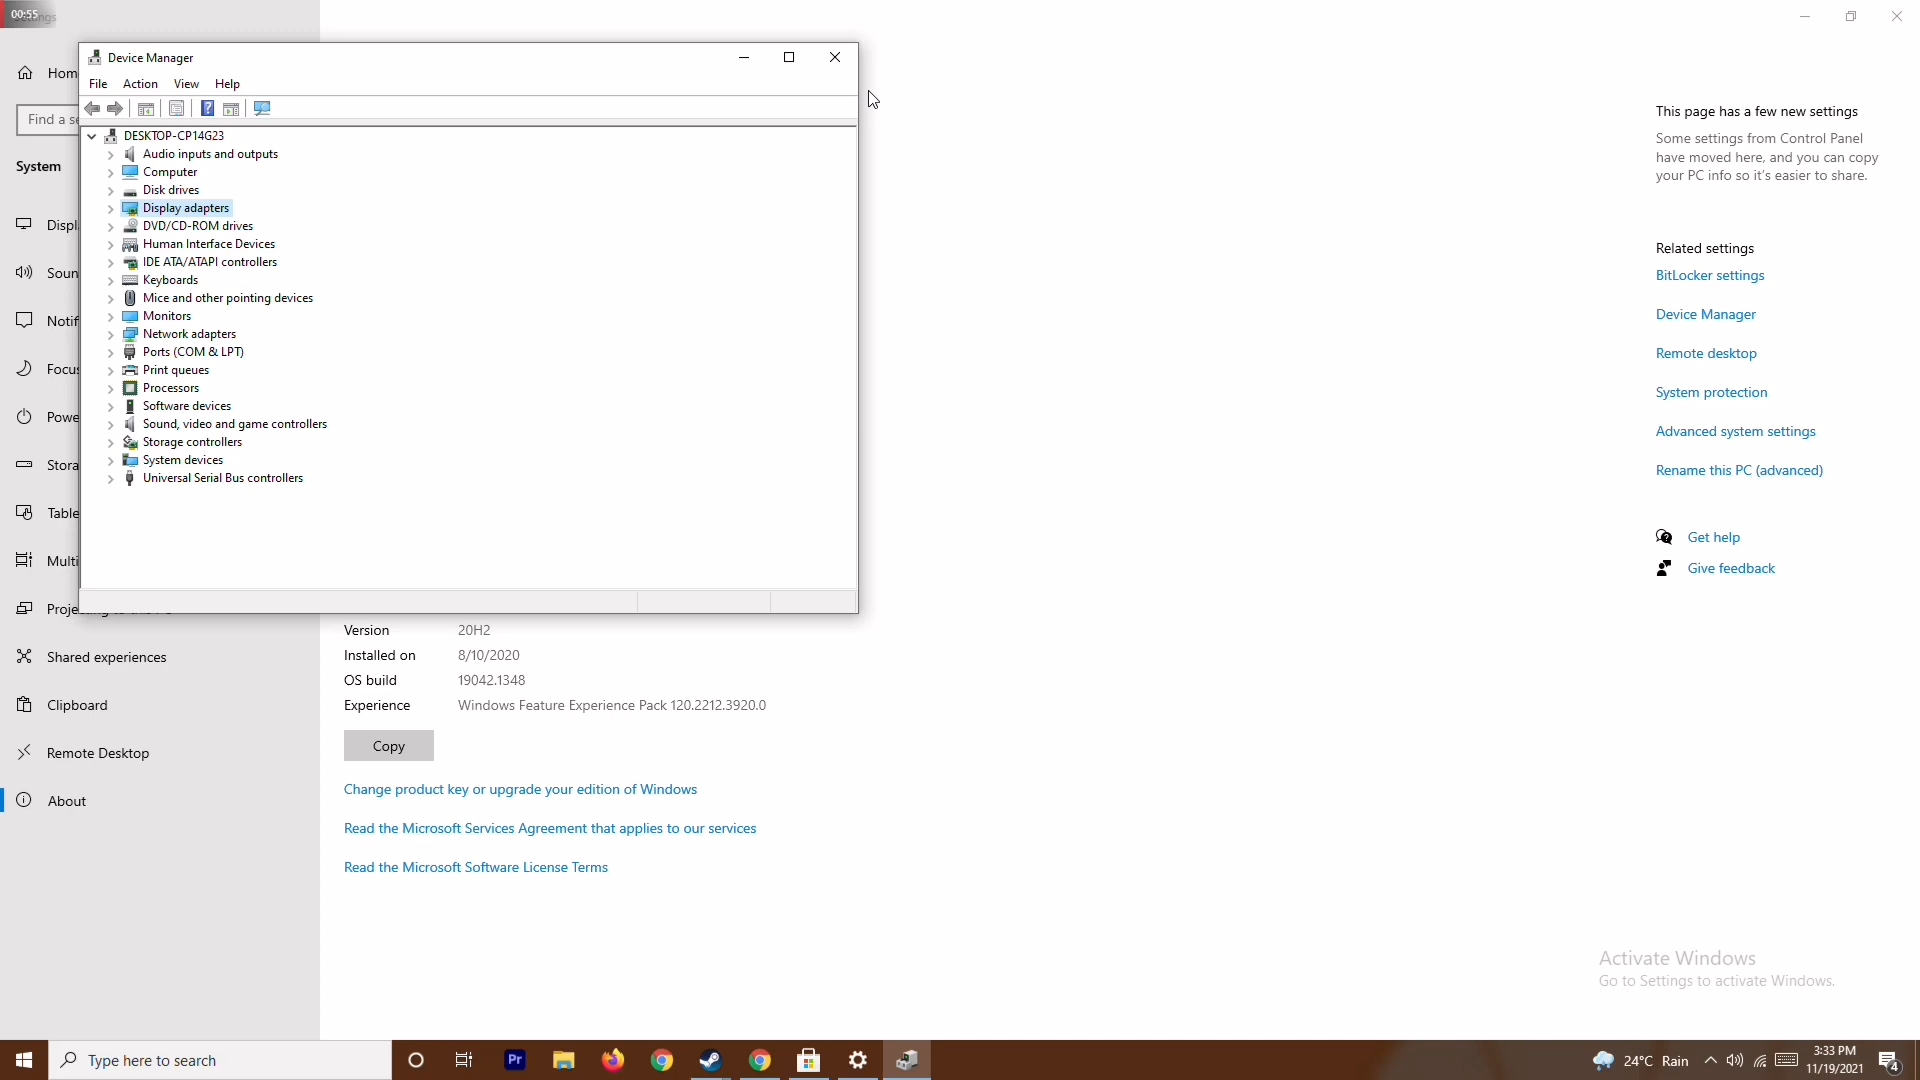 00:55
Settings
Home
Find a se
System
Displ
Soun
Notif
Focus
Powe
Stora
Table
Multi
Projecting to this PC
Shared experiences
Clipboard
Remote Desktop
About
Device Manager
File Action View Help
DESKTOP-CP14G23
Audio inputs and outputs
Computer
Disk drives
Display adapters
DVD/CD-ROM drives
Human Interface Devices
IDE ATA/ATAPI controllers
Keyboards
Mice and other pointing devices
Monitors
Network adapters
Ports (COM & LPT)
Print queues
Processors
Software devices
Sound, video and game controllers
Storage controllers
System devices
Universal Serial Bus controllers
Version 20H2
Installed on 8/10/2020
OS build 19042.1348
Experience Windows Feature Experience Pack 120.2212.3920.0
Copy
Change product key or upgrade your edition of Windows
Read the Microsoft Services Agreement that applies to our services
Read the Microsoft Software License Terms
This page has a few new settings
Some settings from Control Panel
have moved here, and you can copy
your PC info so it's easier to share.
Related settings
BitLocker settings
Device Manager
Remote desktop
System protection
Advanced system settings
Rename this PC (advanced)
Get help
Give feedback
Activate Windows
Go to Settings to activate Windows.
Type here to search
Pr
24°C Rain
3:33 PM
11/19/2021
4